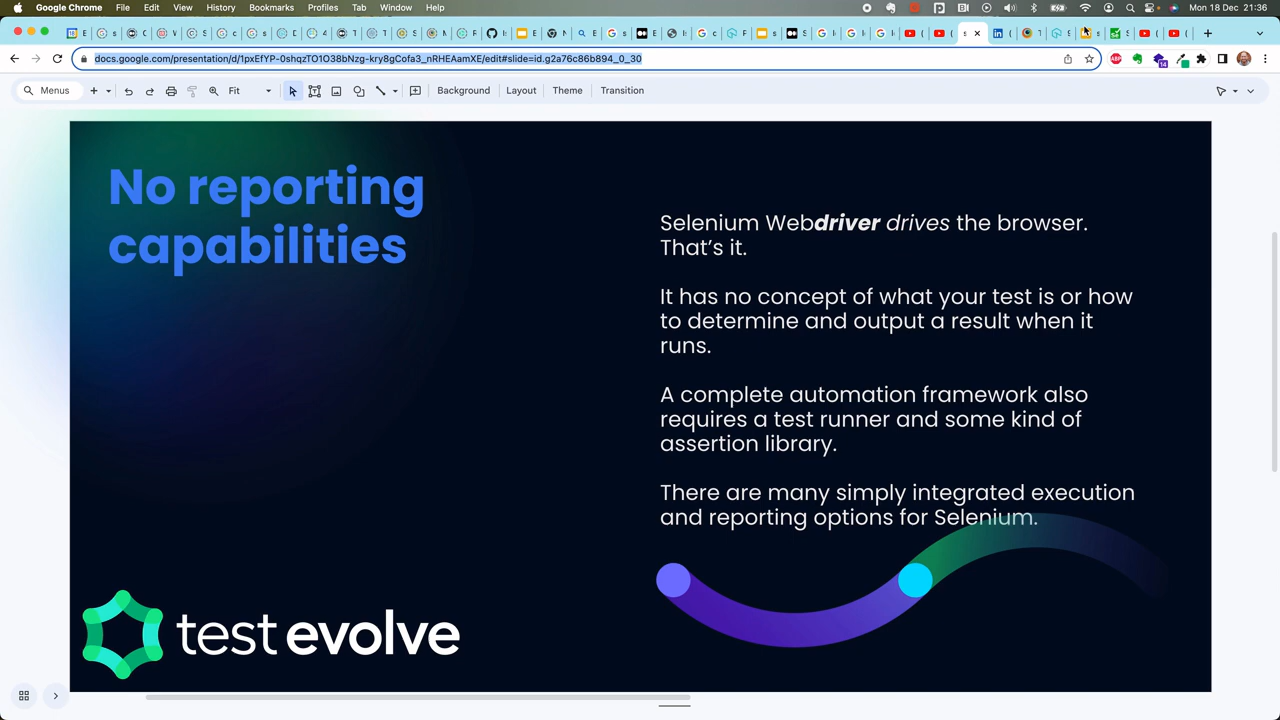 Google Chrome File Edit View History Bookmarks Profiles Tab Window Help Mon 18 Dec 21:36
docs.google.com/presentation/d/1pxEfYP-0shqzTO1O38bNzg-kry8gCofa3_nRHEAamXE/edit#slide=id.g2a76c86b894_0_30
Menus Fit Background Layout Theme Transition
No reporting
capabilities
Selenium Webdriver drives the browser.
That's it.
It has no concept of what your test is or how
to determine and output a result when it
runs.
A complete automation framework also
requires a test runner and some kind of
assertion library.
There are many simply integrated execution
and reporting options for Selenium.
test evolve